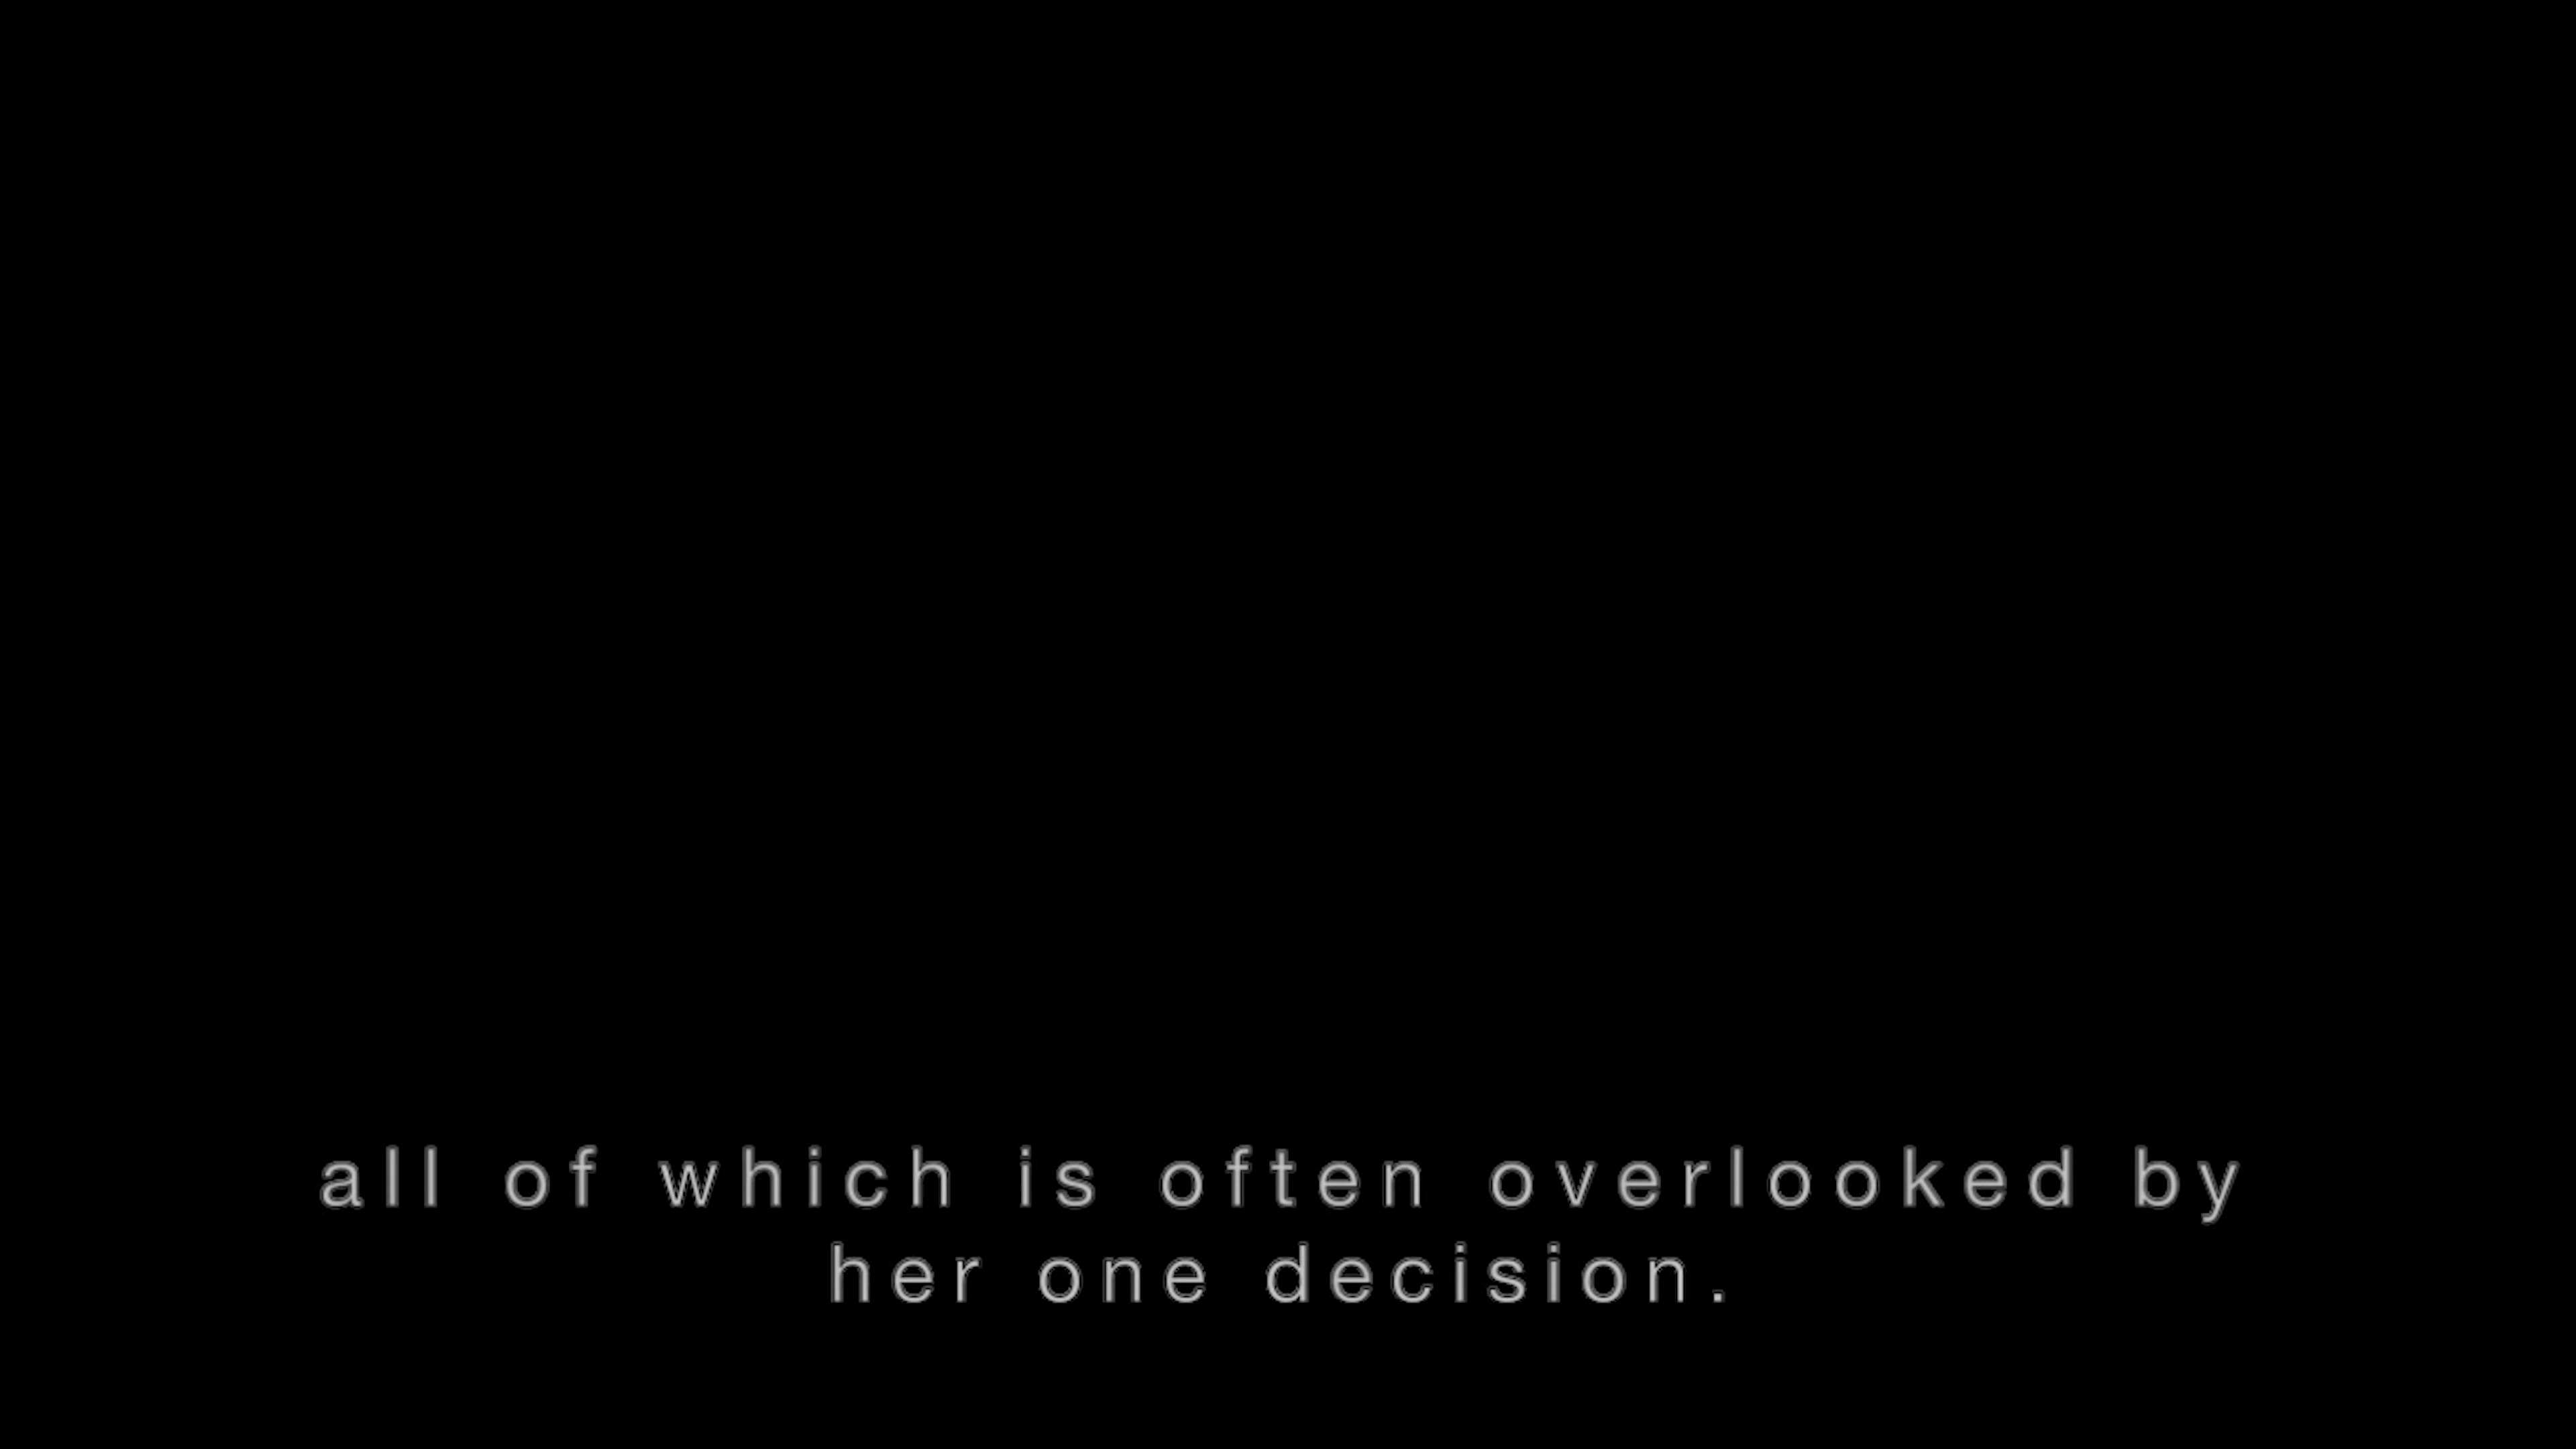 all of which is often overlooked by
her one decision.